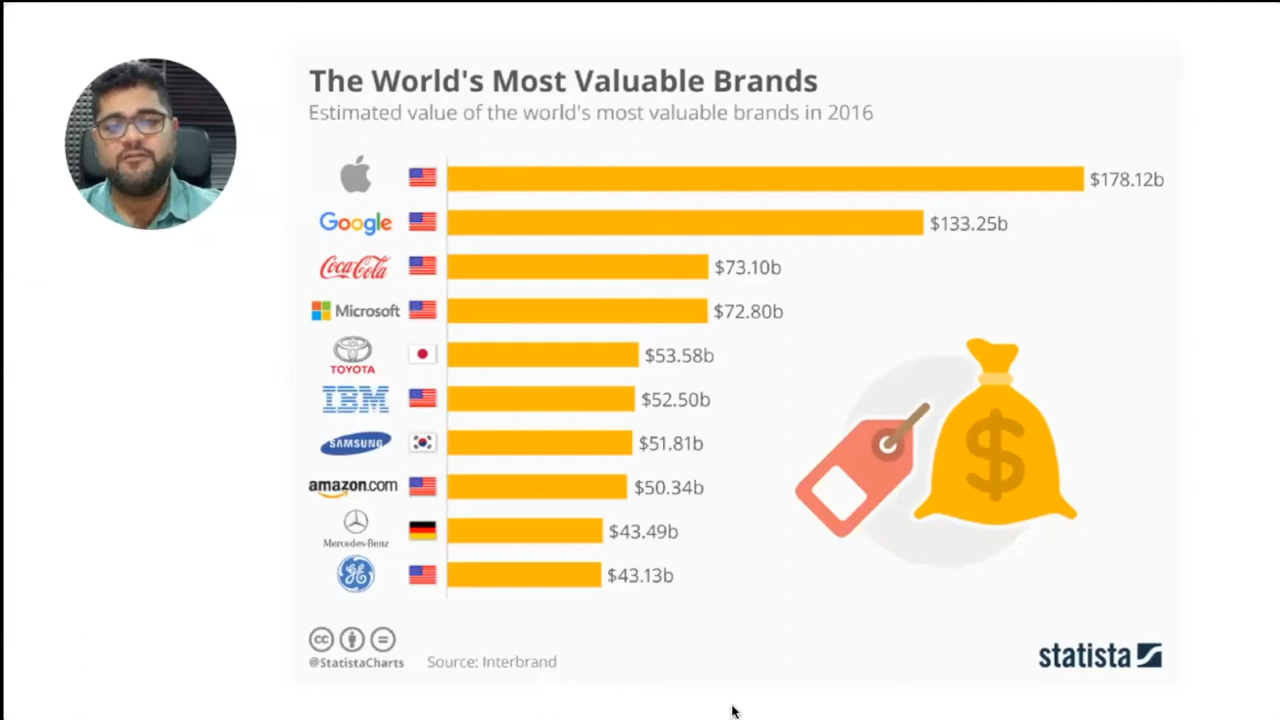 The World's Most Valuable Brands
Estimated value of the world's most valuable brands in 2016
$178.12b
Google $133.25b
Coca-Cola $73.10b
Microsoft $72.80b
TOYOTA $53.58b
IBM $52.50b
SAMSUNG $51.81b
amazon.com $50.34b
Mercedes-Benz $43.49b
GE $43.13b
$
cc
@StatistaCharts Source: Interbrand
statista